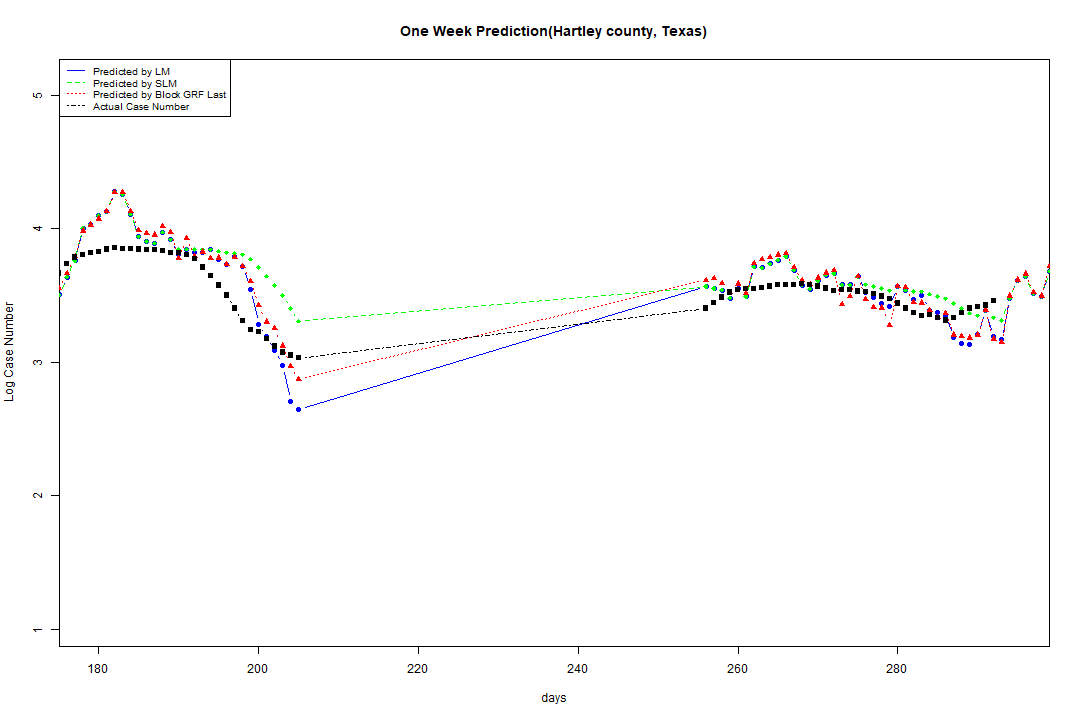 One Week Prediction(Hartley county, Texas)
Predicted by LM
Predicted by SLM
Predicted by Block GRF Last
Actual Case Number
5
4
3
2
1
Log Case Number
180
200
220
240
260
280
days